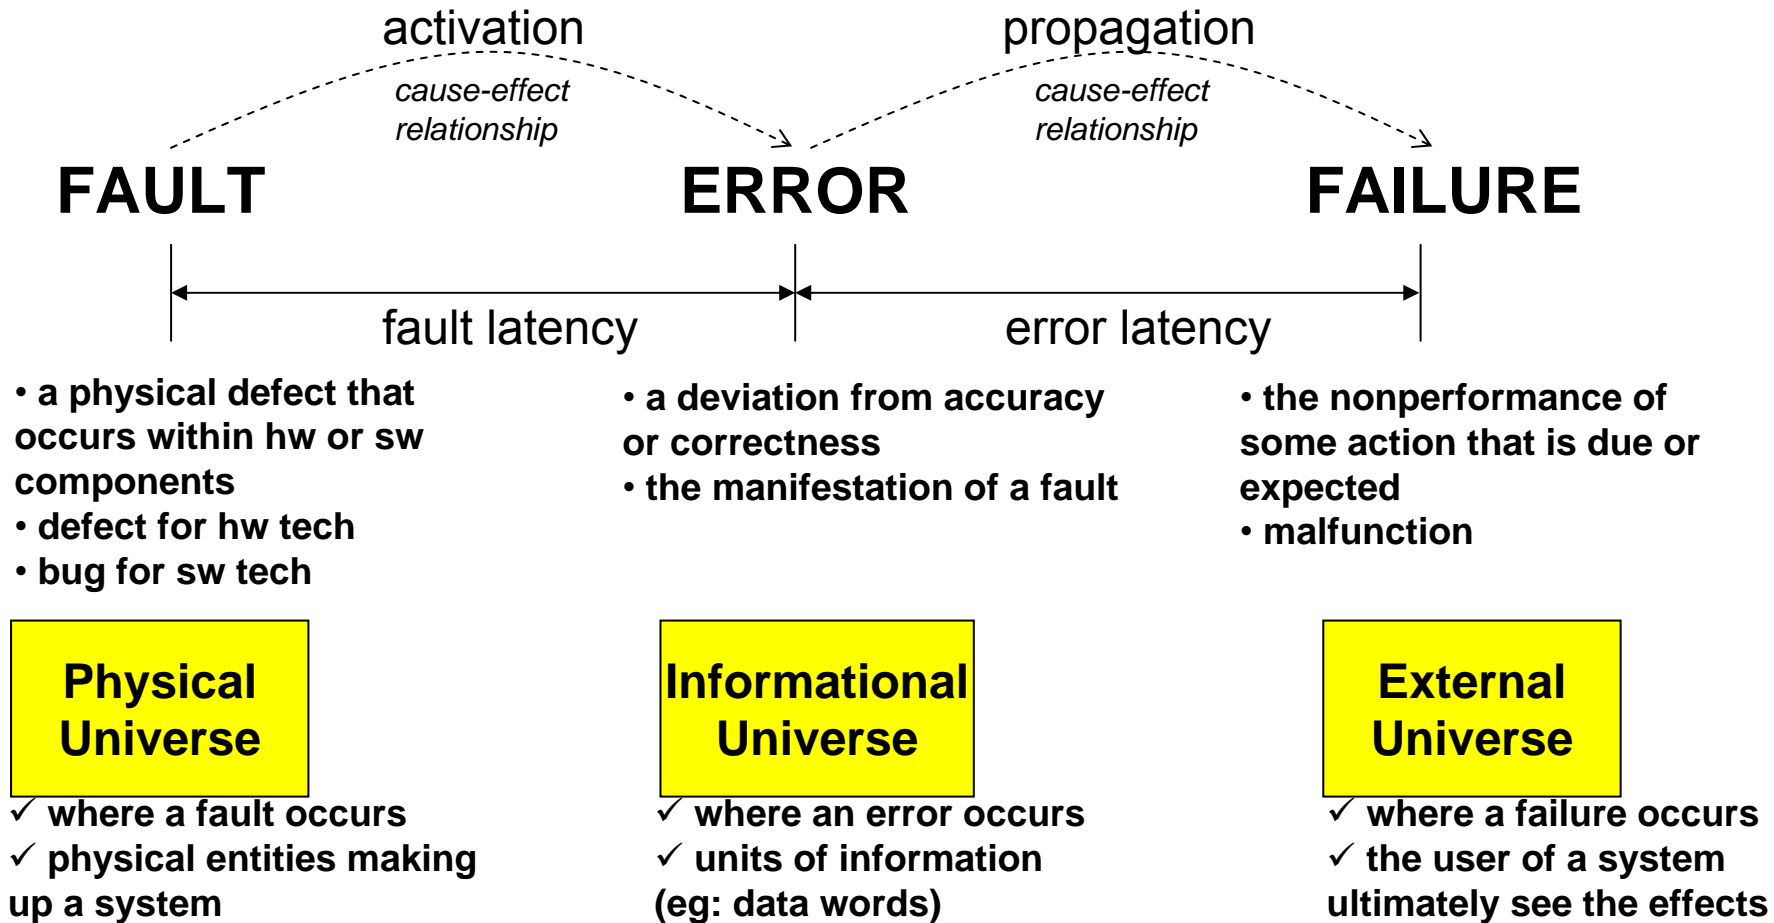 activation
propagation
cause-effect
relationship
cause-effect
relationship
FAULT
ERROR
FAILURE
fault latency
error latency
• a physical defect that
occurs within hw or sw
components
• defect for hw tech
• bug for sw tech
• a deviation from accuracy
or correctness
• the manifestation of a fault
• the nonperformance of
some action that is due or
expected
• malfunction
Physical
Universe
Informational
Universe
External
Universe
✓ where a fault occurs
✓ physical entities making
up a system
✓ where an error occurs
✓ units of information
(eg: data words)
✓ where a failure occurs
✓ the user of a system
ultimately see the effects